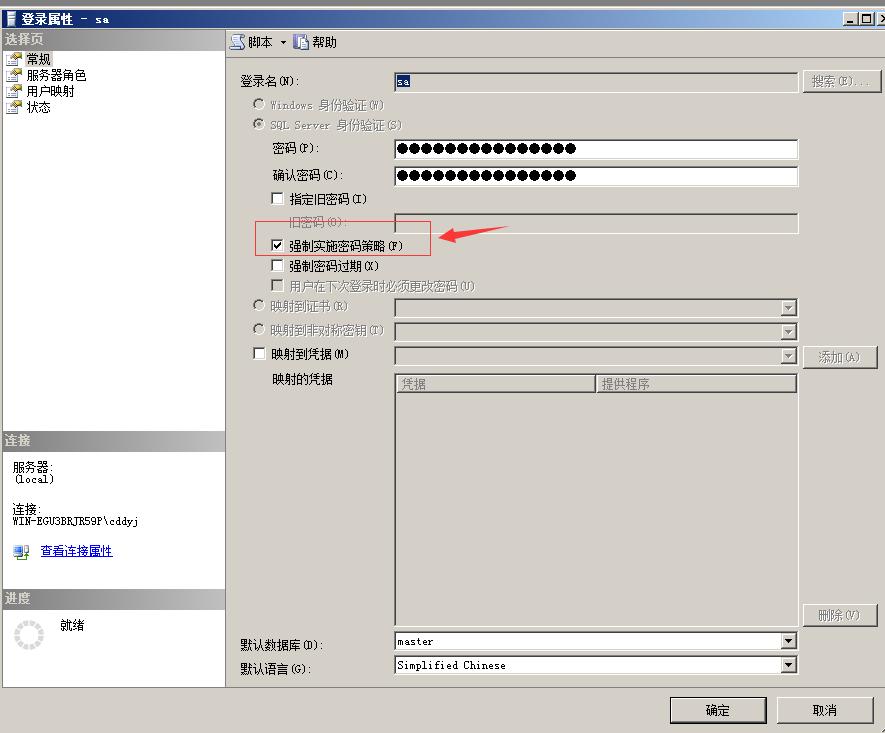 登录属性 - sa
选择页
常规
服务器角色
用户映射
状态
脚本 帮助
登录名(N): sa 搜索(E)...
Windows 身份验证(W)
SQL Server 身份验证(S)
密码(P): ●●●●●●●●●●●●●●●
确认密码(C): ●●●●●●●●●●●●●●●
指定旧密码(I)
旧密码(O):
强制实施密码策略(F)
强制密码过期(X)
用户在下次登录时必须更改密码(U)
映射到证书(R)
映射到非对称密钥(T)
映射到凭据(M) 添加(A)
映射的凭据 凭据 提供程序
删除(V)
默认数据库(D): master
默认语言(G): Simplified Chinese
连接
服务器:
(local)
连接:
WIN-EGU3BRJR59P\cddyj
查看连接属性
进度
就绪
确定 取消